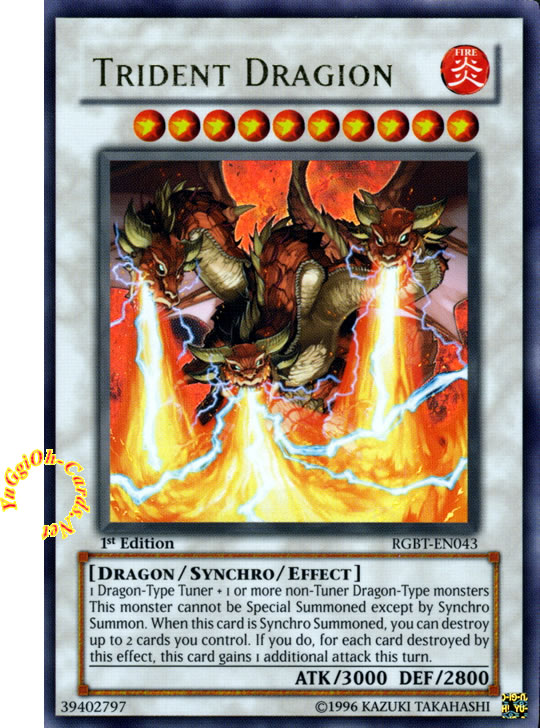 Trident Dragion
FIRE
炎
1st Edition
RGBT-EN043
[Dragon/Synchro/Effect]
1 Dragon-Type Tuner + 1 or more non-Tuner Dragon-Type monsters
This monster cannot be Special Summoned except by Synchro
Summon. When this card is Synchro Summoned, you can destroy
up to 2 cards you control. If you do, for each card destroyed by
this effect, this card gains 1 additional attack this turn.
ATK/3000 DEF/2800
39402797
©1996 KAZUKI TAKAHASHI
YuGgiOh-Cards.Net